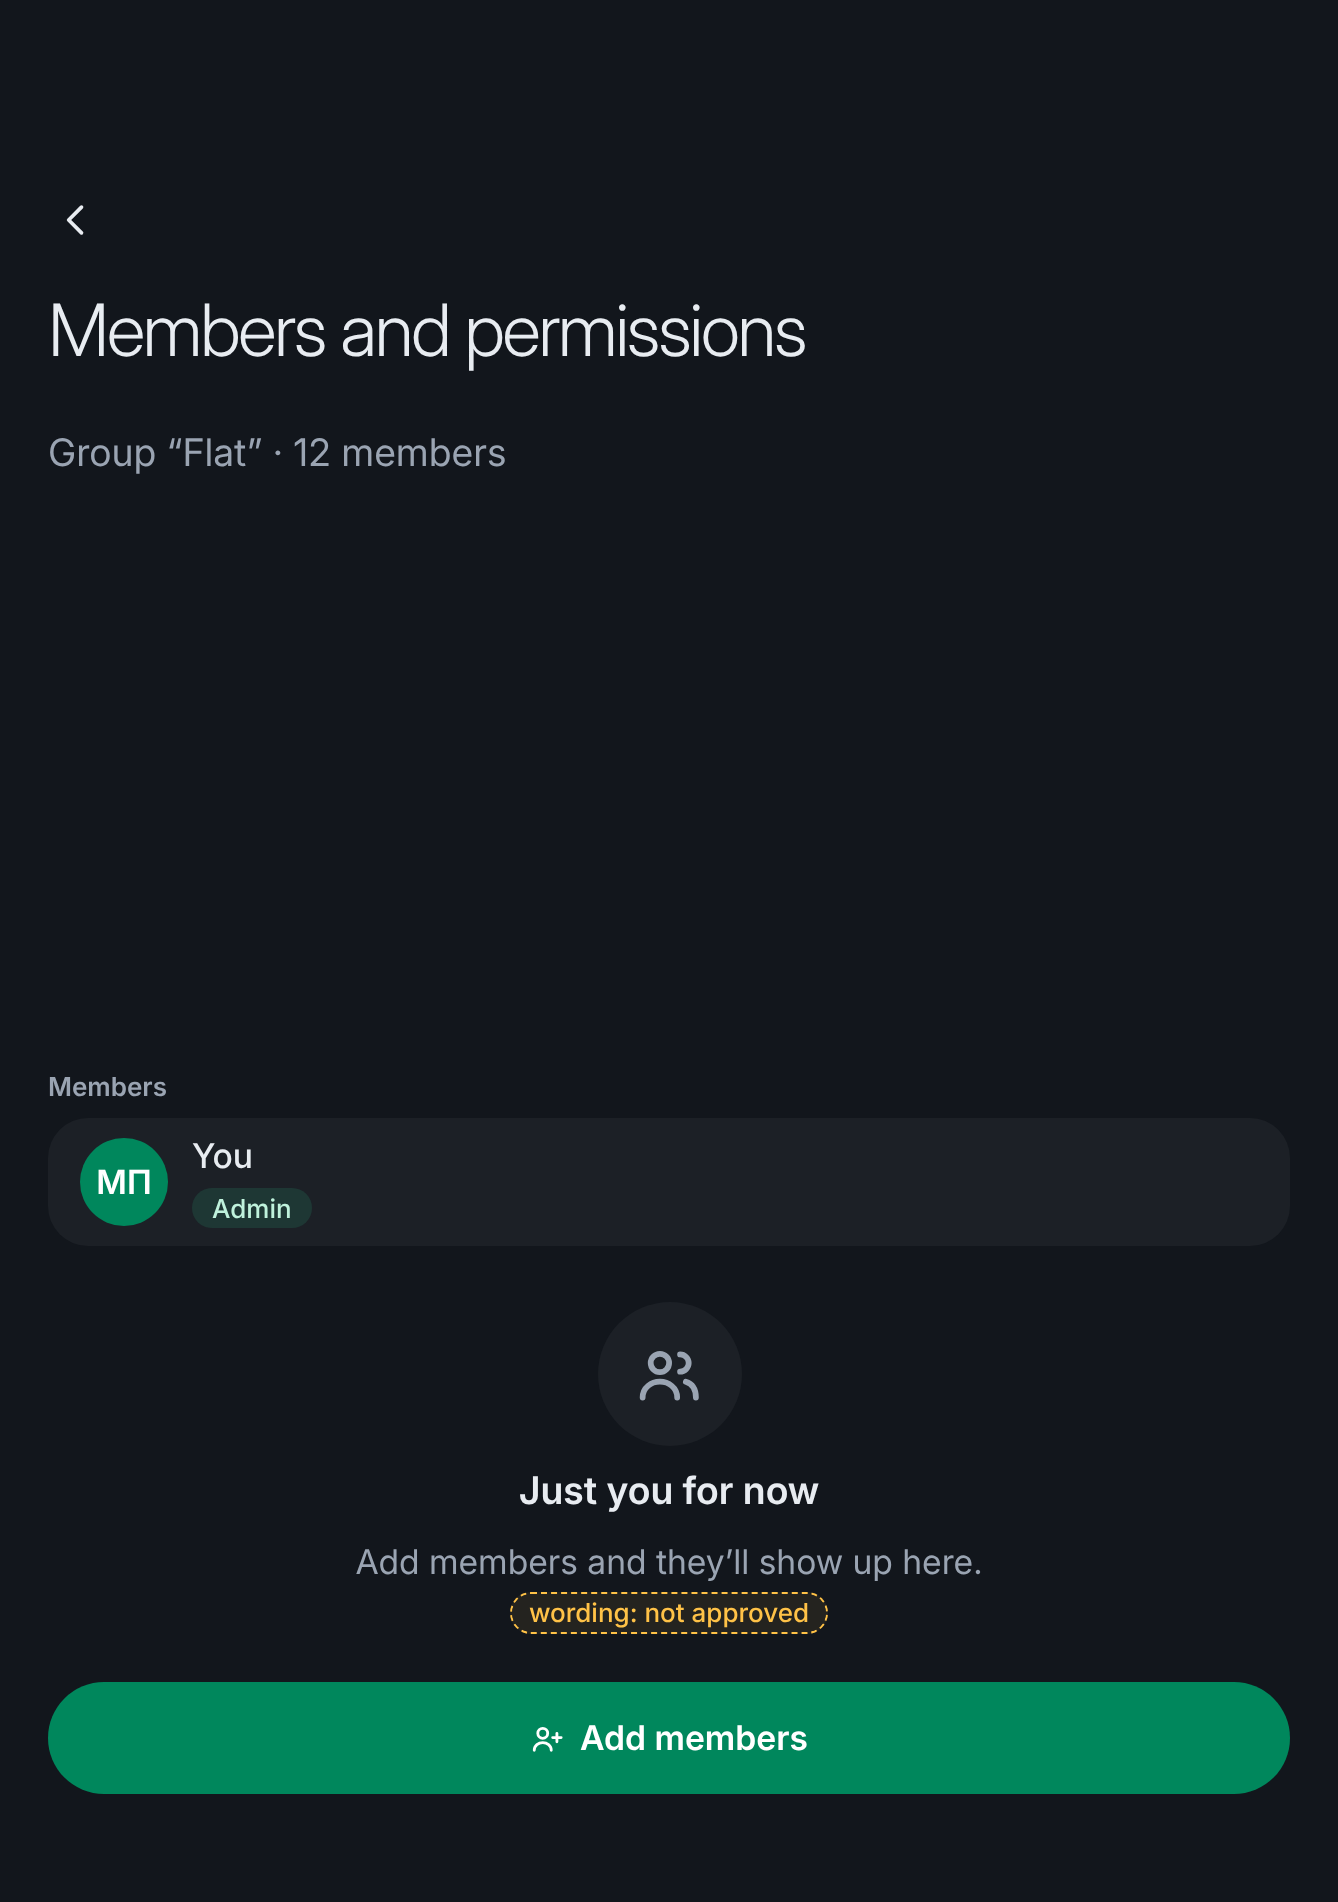 Members and permissions
Group “Flat” · 12 members
Members
МП
You
Admin
Just you for now
Add members and they’ll show up here.
wording: not approved
Add members